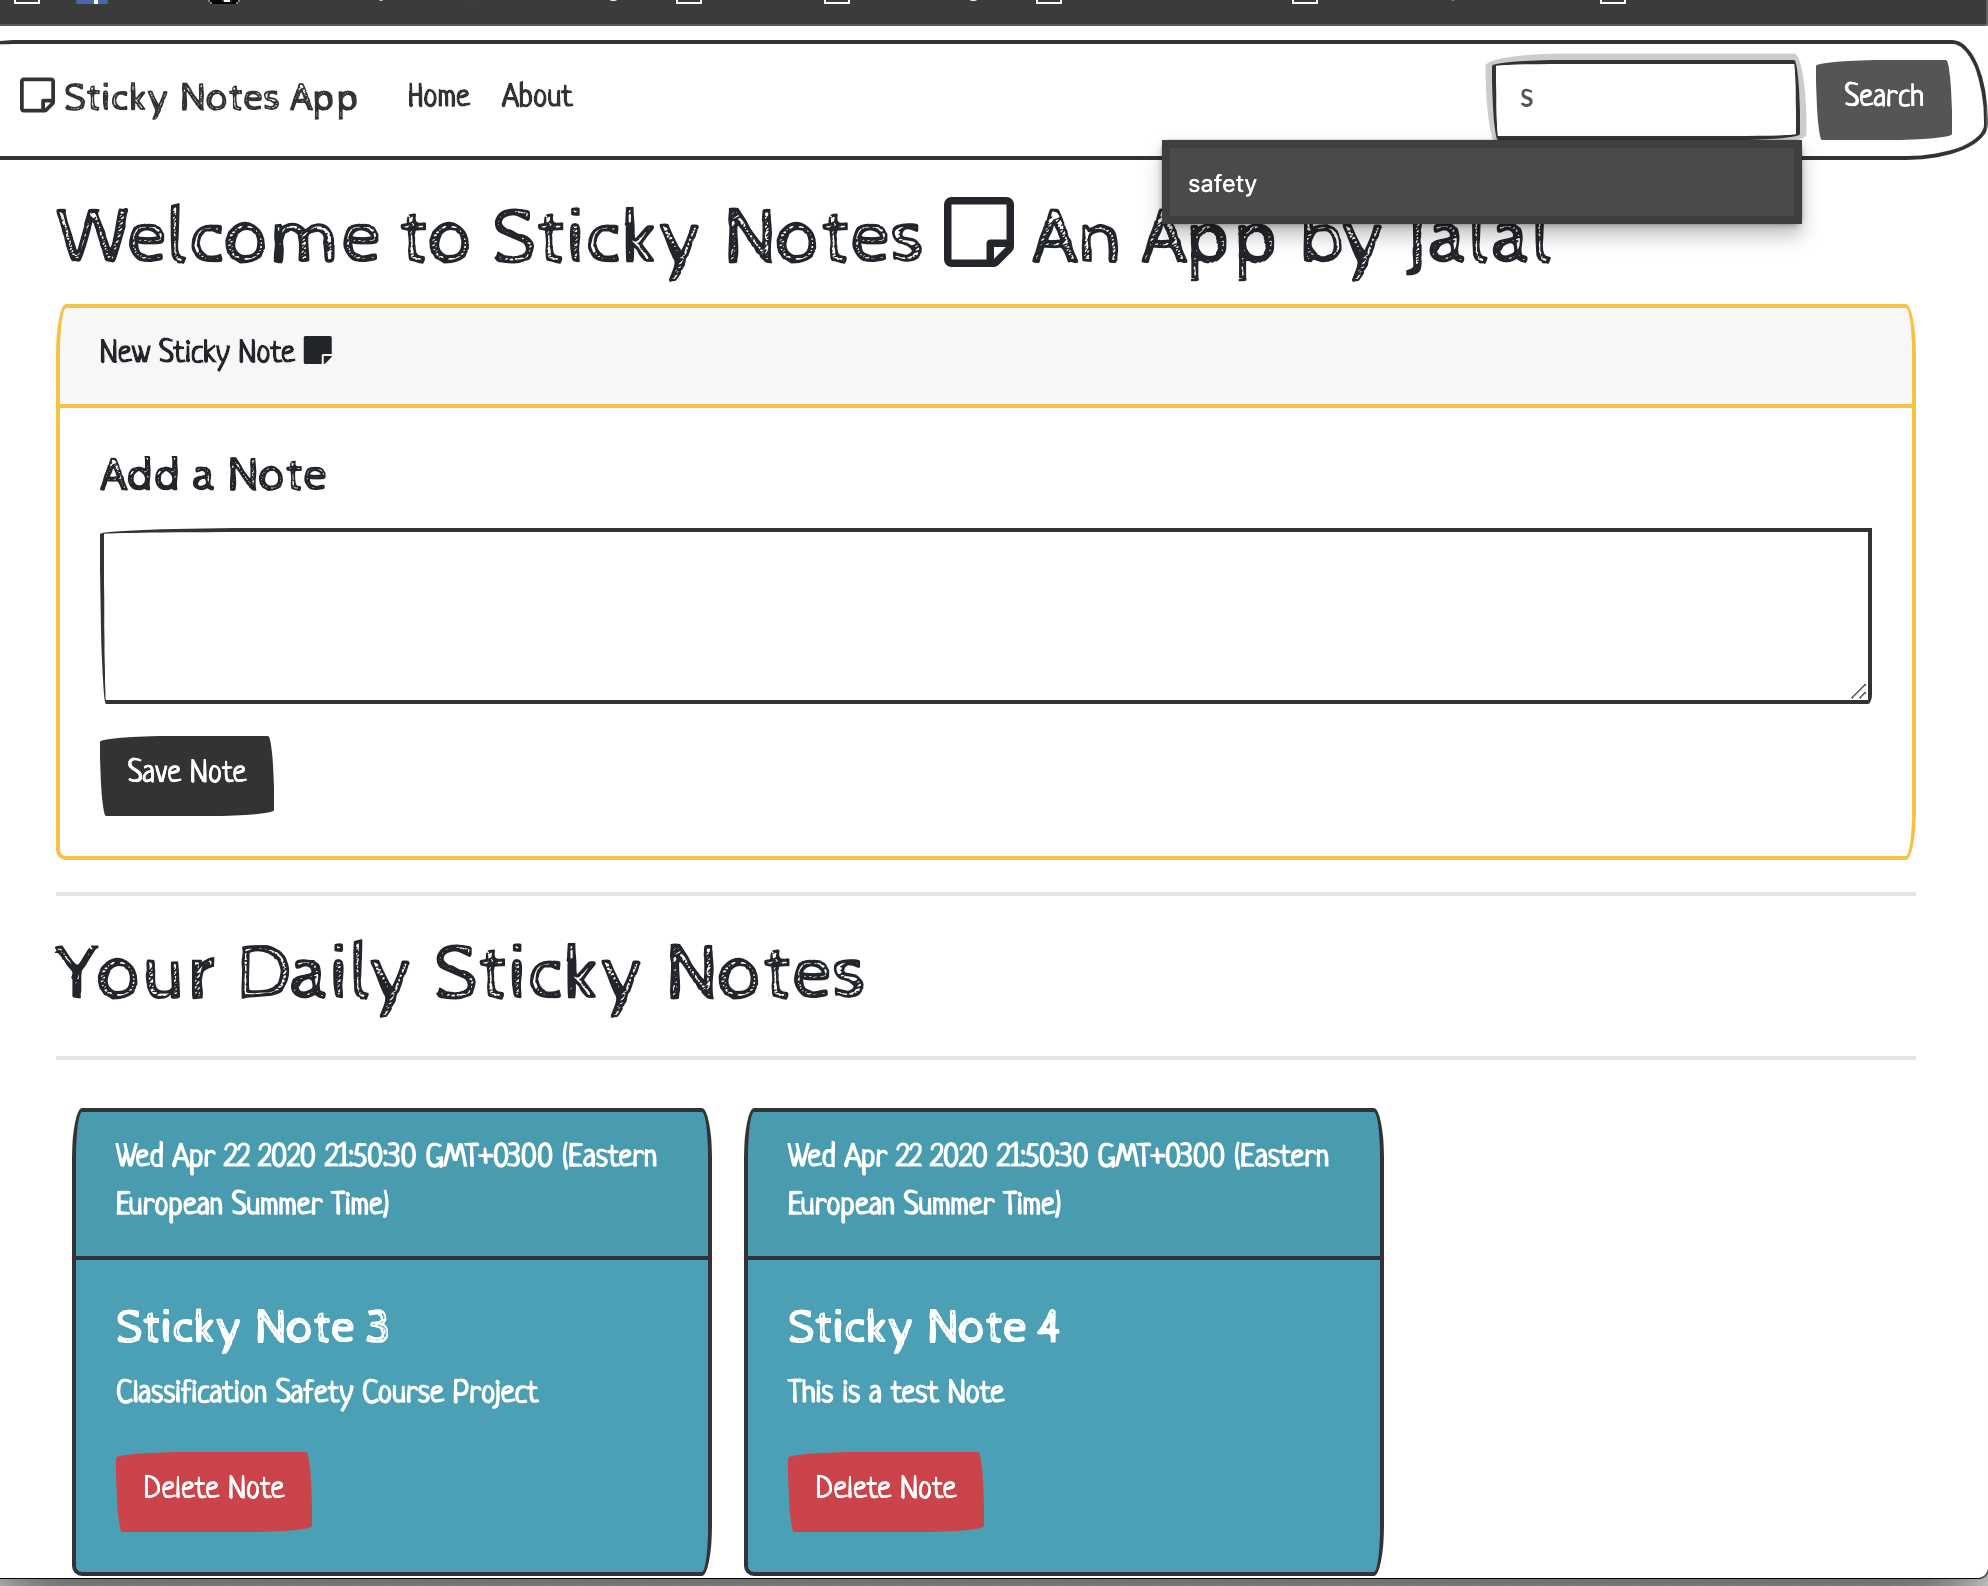 Sticky Notes App Home About s Search
safety
Welcome to Sticky Notes An App by Jalal
New Sticky Note
Add a Note
Save Note
Your Daily Sticky Notes
Wed Apr 22 2020 21:50:30 GMT+0300 (Eastern
European Summer Time)
Sticky Note 3
Classification Safety Course Project
Delete Note
Wed Apr 22 2020 21:50:30 GMT+0300 (Eastern
European Summer Time)
Sticky Note 4
This is a test Note
Delete Note